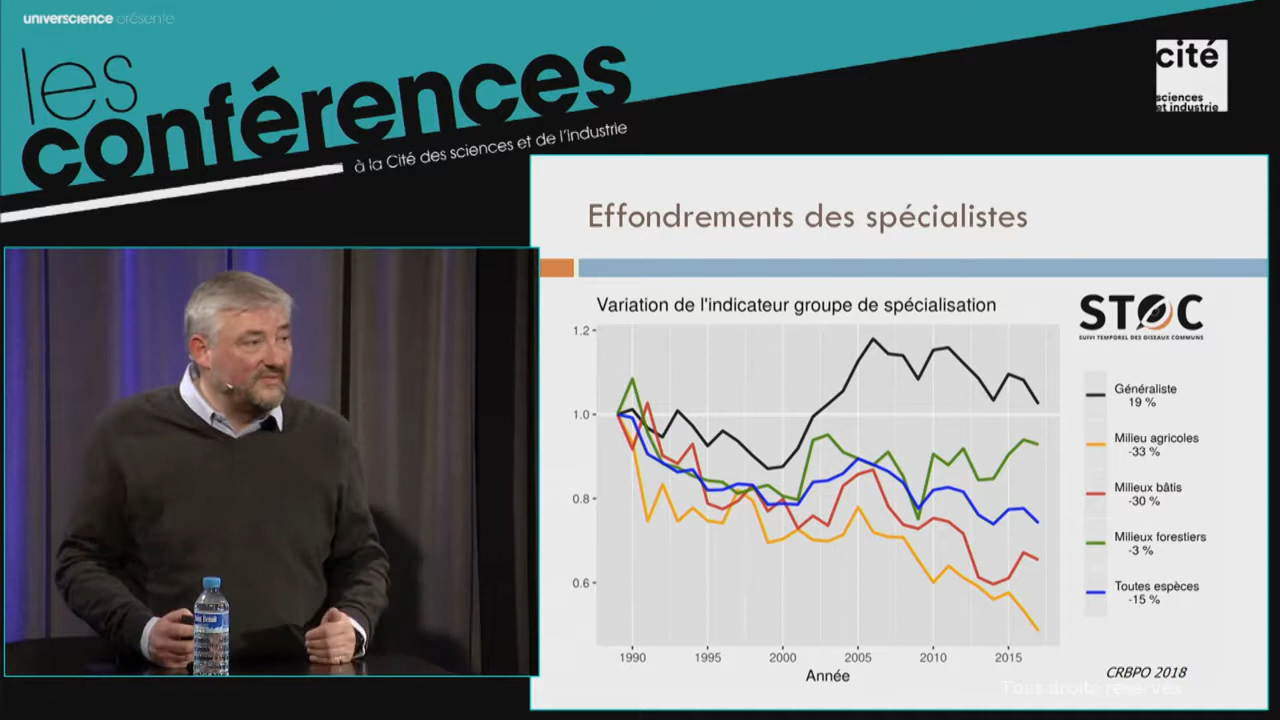 universcience présente
les
conférences
à la Cité des sciences et de l'industrie
cité
sciences
et industrie
Effondrements des spécialistes
Variation de l'indicateur groupe de spécialisation
STOC
SUIVI TEMPOREL DES OISEAUX COMMUNS
1.2
1.0
0.8
0.6
1990 1995 2000 2005 2010 2015
Année
Généraliste
19 %
Milieu agricoles
-33 %
Milieux bâtis
-30 %
Milieux forestiers
-3 %
Toutes espèces
-15 %
CRBPO 2018
Tous droits réservés